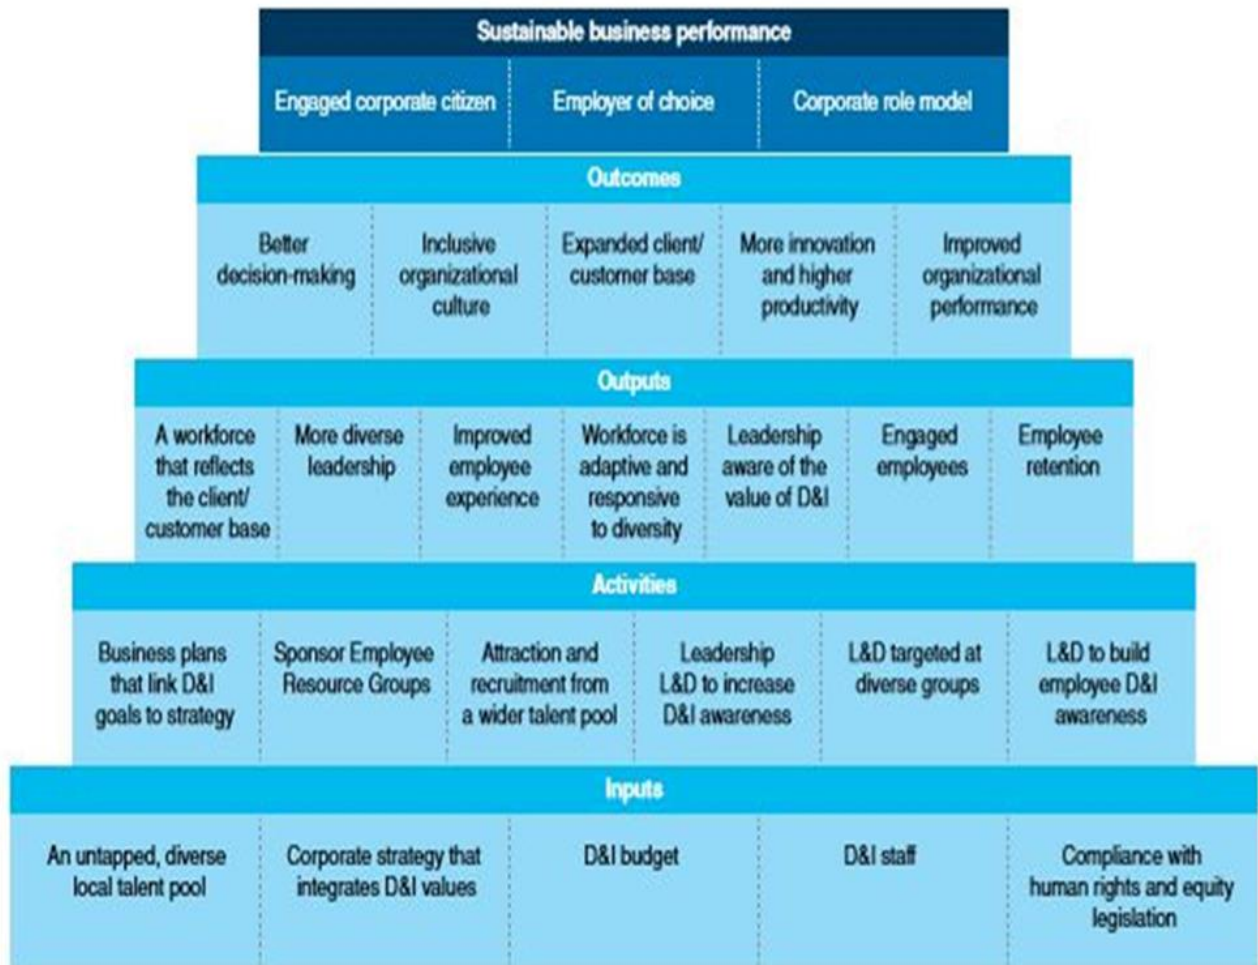 Sustainable business performance
Engaged corporate citizen
Employer of choice
Corporate role model
Outcomes
Better
decision-making
Inclusive
organizational
culture
Expanded client/
customer base
More innovation
and higher
productivity
Improved
organizational
performance
Outputs
A workforce
that reflects
the client/
customer base
More diverse
leadership
Improved
employee
experience
Workforce is
adaptive and
responsive
to diversity
Leadership
aware of the
value of D&I
Engaged
employees
Employee
retention
Activities
Business plans
that link D&I
goals to strategy
Sponsor Employee
Resource Groups
Attraction and
recruitment from
a wider talent pool
Leadership
L&D to increase
D&I awareness
L&D targeted at
diverse groups
L&D to build
employee D&I
awareness
Inputs
An untapped, diverse
local talent pool
Corporate strategy that
integrates D&I values
D&I budget
D&I staff
Compliance with
human rights and equity
legislation